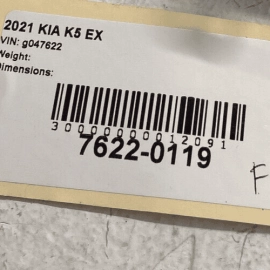 2021 KIA K5 EX
VIN: g047622
Weight:
Dimensions:
30000000012091
7622-0119
F